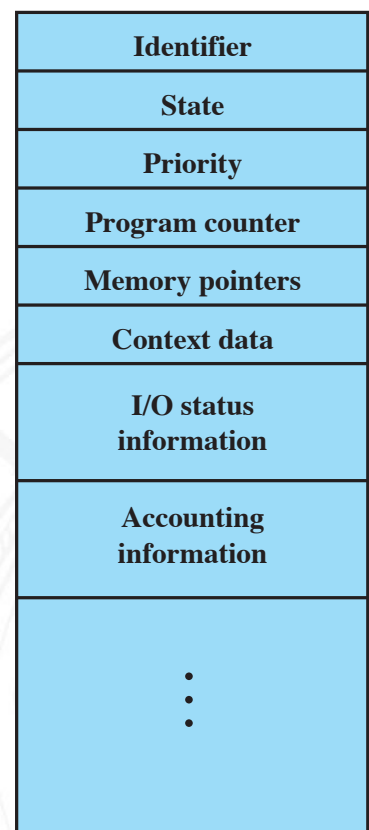 Identifier
State
Priority
Program counter
Memory pointers
Context data
I/O status
information
Accounting
information